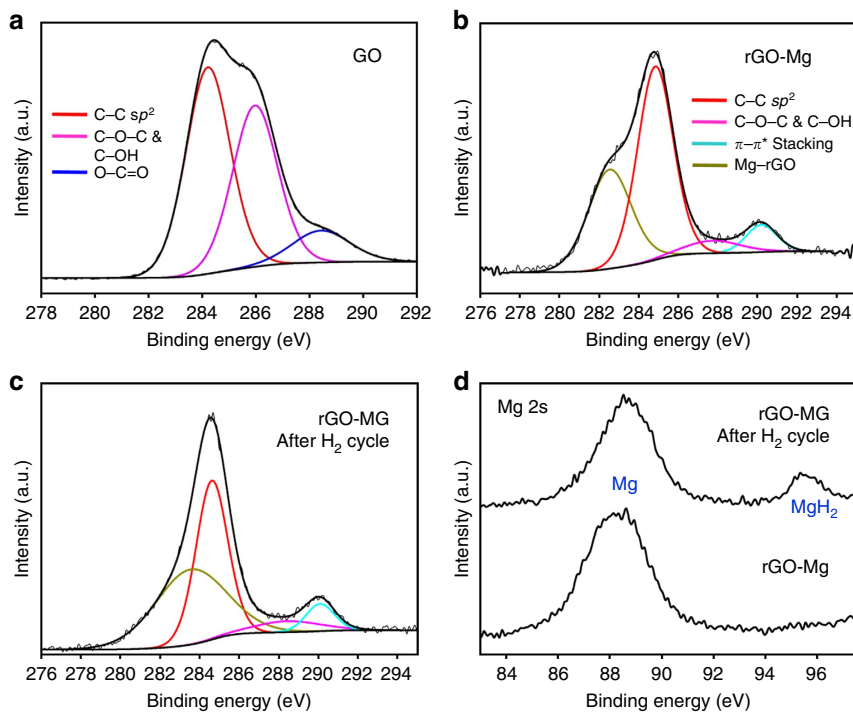 a
GO
C–C sp²
C–O–C &
C–OH
O–C=O
Intensity (a.u.)
278 280 282 284 286 288 290 292
Binding energy (eV)
b
rGO-Mg
C–C sp²
C–O–C & C–OH
π–π* Stacking
Mg–rGO
Intensity (a.u.)
276 278 280 282 284 286 288 290 292 294
Binding energy (eV)
c
rGO-MG
After H₂ cycle
Intensity (a.u.)
276 278 280 282 284 286 288 290 292 294
Binding energy (eV)
d
Mg 2s
rGO-MG
After H₂ cycle
Mg
MgH₂
rGO-Mg
Intensity (a.u.)
84 86 88 90 92 94 96
Binding energy (eV)